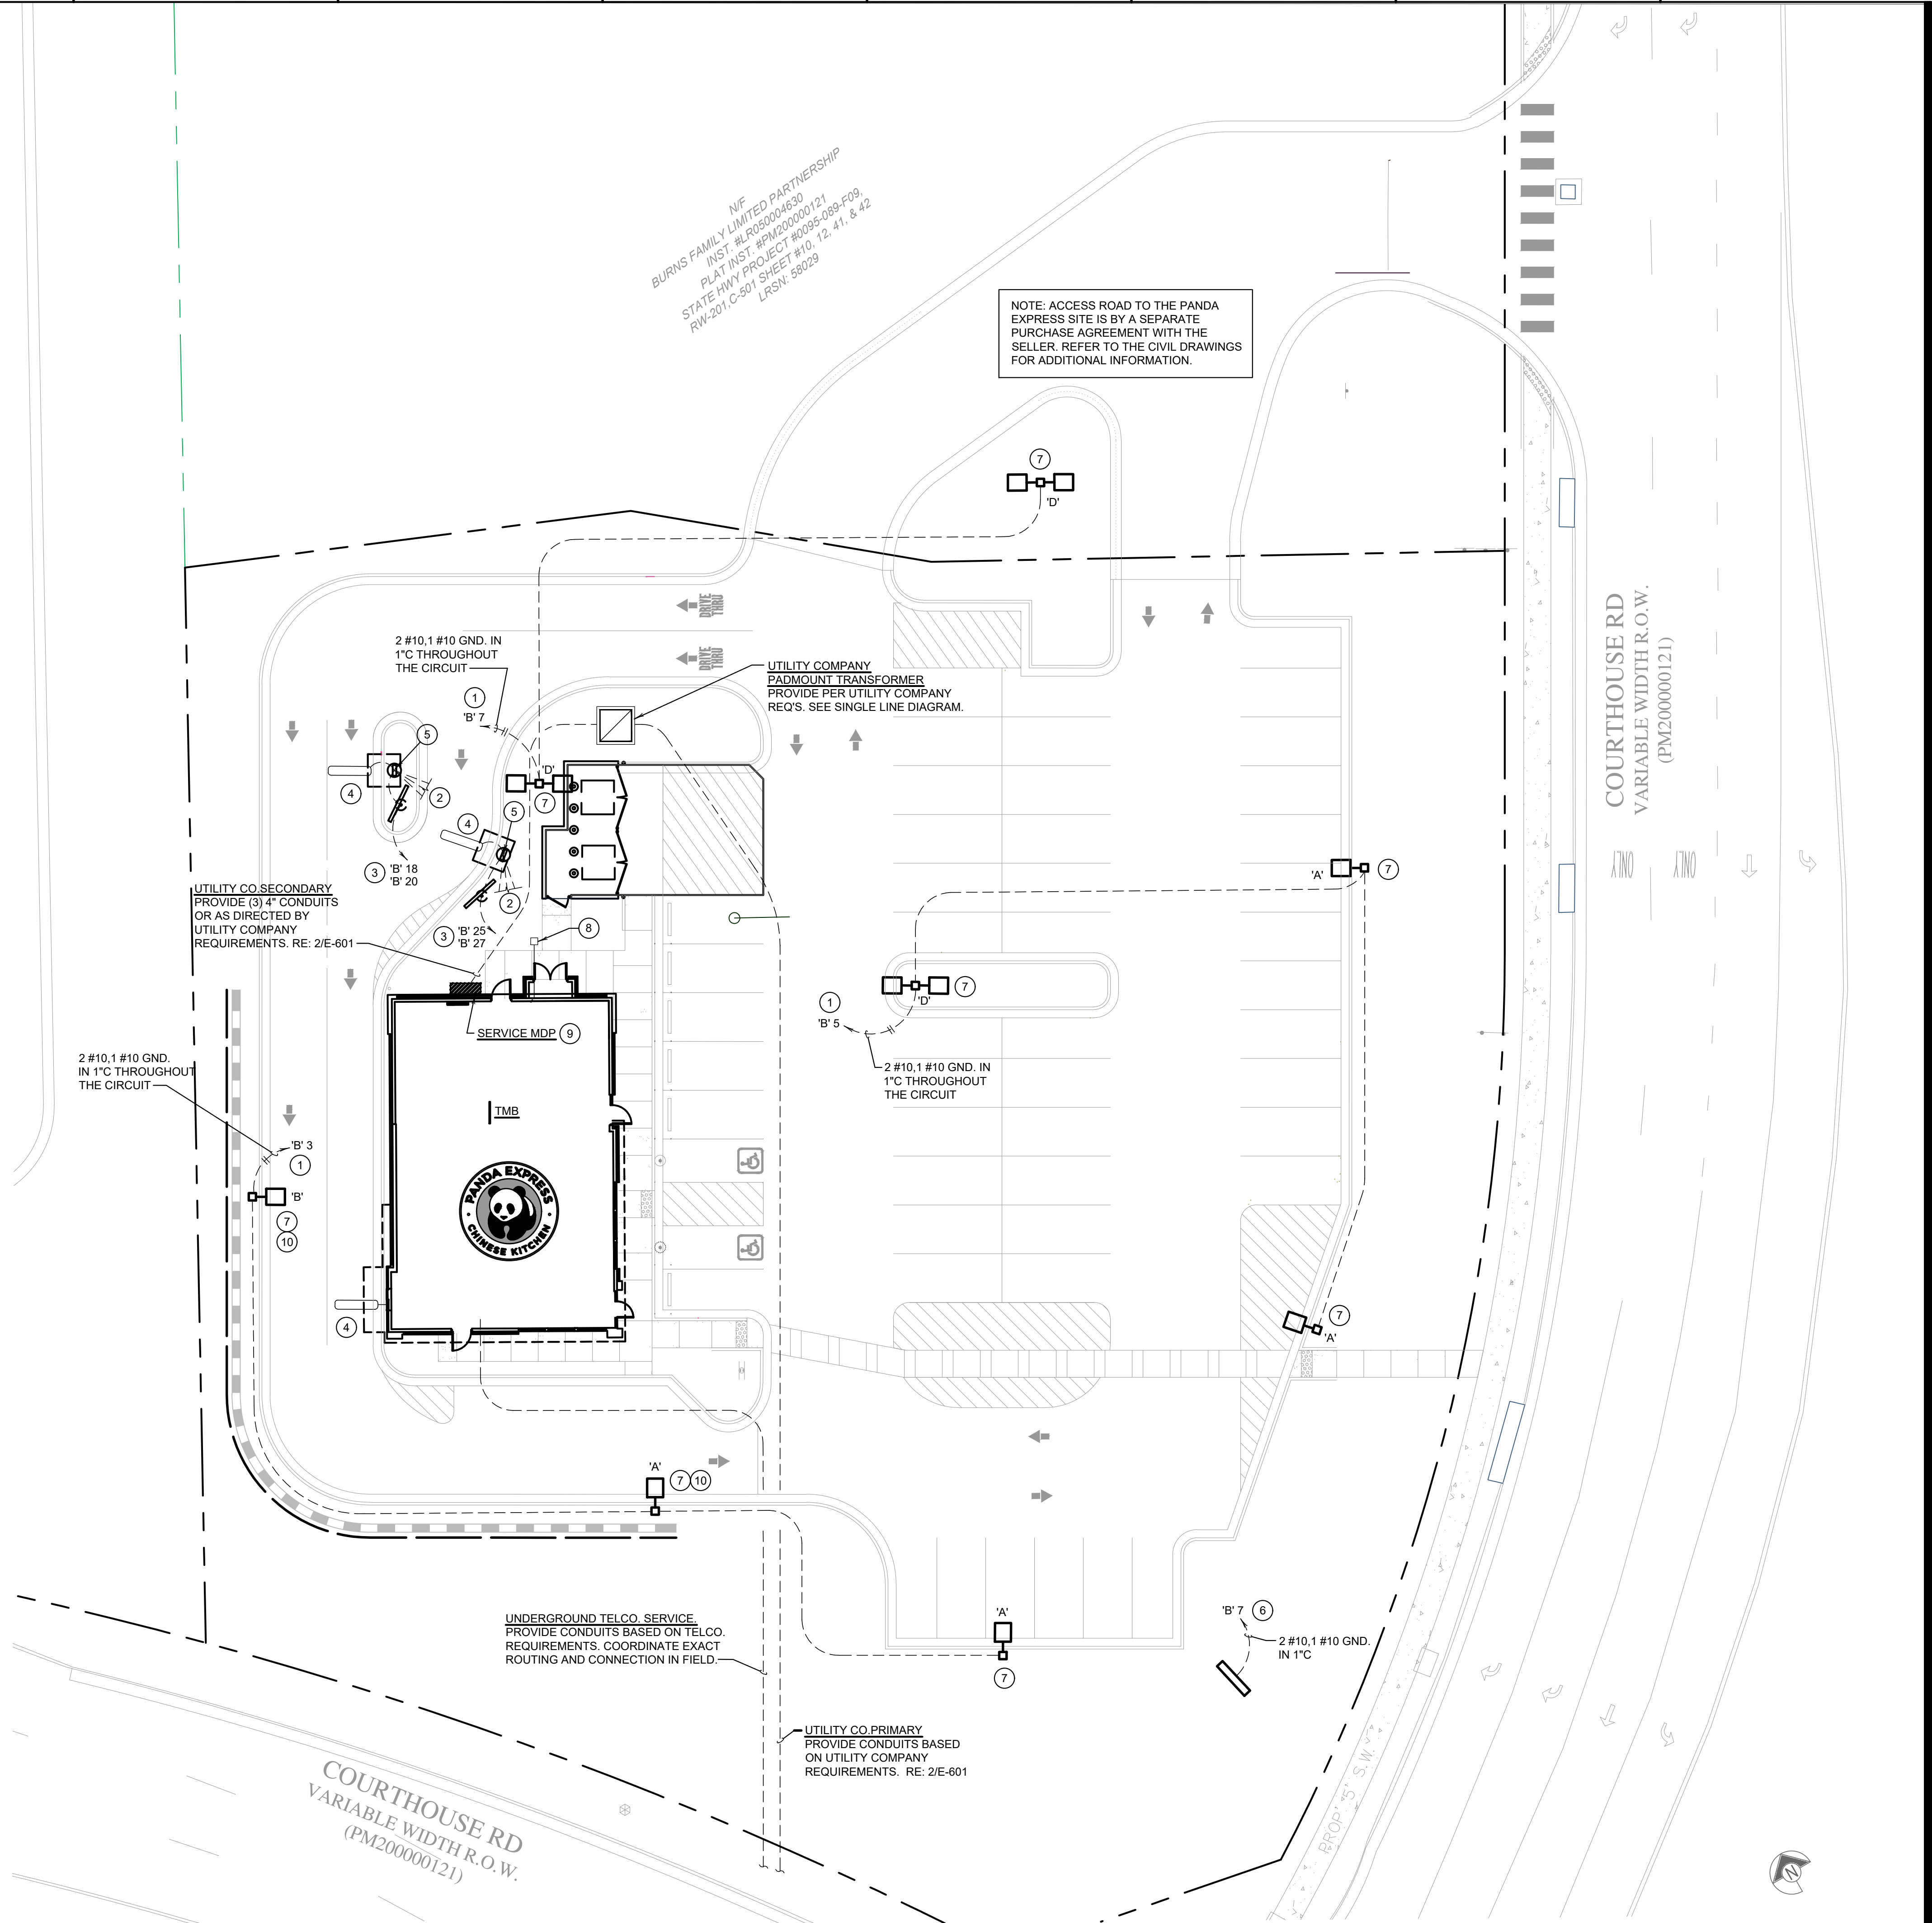 N/F
BURNS FAMILY LIMITED PARTNERSHIP
INST. #LR050004630
PLAT INST. #PM200000121
STATE HWY PROJECT #0095-089-F09,
RW-201,C-501 SHEET #10, 12, 41, & 42
LRSN: 58029
NOTE: ACCESS ROAD TO THE PANDA
EXPRESS SITE IS BY A SEPARATE
PURCHASE AGREEMENT WITH THE
SELLER. REFER TO THE CIVIL DRAWINGS
FOR ADDITIONAL INFORMATION.
7
'D'
COURTHOUSE RD
VARIABLE WIDTH R.O.W.
(PM200000121)
ONLY
ONLY
DRIVE
THRU
DRIVE
THRU
2 #10,1 #10 GND. IN
1"C THROUGHOUT
THE CIRCUIT
1
'B' 7
UTILITY COMPANY
PADMOUNT TRANSFORMER
PROVIDE PER UTILITY COMPANY
REQ'S. SEE SINGLE LINE DIAGRAM.
5
4
2
'D'
7
5
4
2
3
'B' 18
'B' 20
3
'B' 25
'B' 27
8
UTILITY CO.SECONDARY
PROVIDE (3) 4" CONDUITS
OR AS DIRECTED BY
UTILITY COMPANY
REQUIREMENTS. RE: 2/E-601
'A'
7
7
'D'
1
'B' 5
2 #10,1 #10 GND. IN
1"C THROUGHOUT
THE CIRCUIT
SERVICE MDP
9
2 #10,1 #10 GND.
IN 1"C THROUGHOUT
THE CIRCUIT
TMB
'B' 3
1
'B'
7
10
PANDA EXPRESS
CHINESE KITCHEN
4
7
'A'
'A'
7
10
'A'
7
'B' 7
6
2 #10,1 #10 GND.
IN 1"C
UNDERGROUND TELCO. SERVICE.
PROVIDE CONDUITS BASED ON TELCO.
REQUIREMENTS. COORDINATE EXACT
ROUTING AND CONNECTION IN FIELD.
UTILITY CO.PRIMARY
PROVIDE CONDUITS BASED
ON UTILITY COMPANY
REQUIREMENTS. RE: 2/E-601
COURTHOUSE RD
VARIABLE WIDTH R.O.W.
(PM200000121)
PROP. 5' S.W.
N